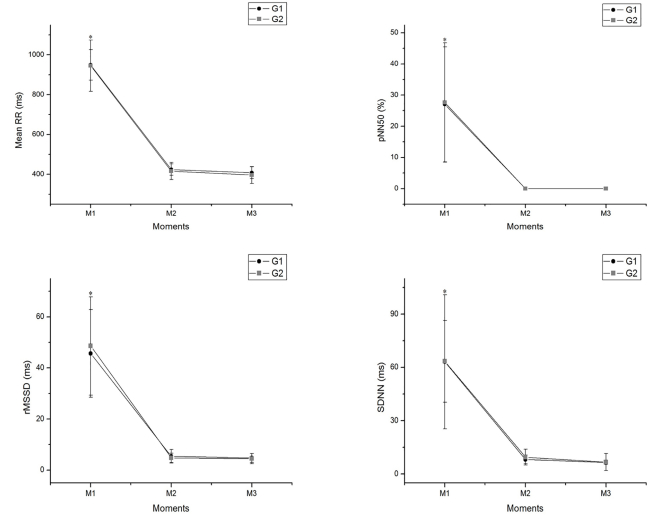 G1
G2
*
1000
800
600
400
Mean RR (ms)
M1 M2 M3
Moments
G1
G2
*
50
40
30
20
10
0
pNN50 (%)
M1 M2 M3
Moments
G1
G2
*
60
40
20
0
rMSSD (ms)
M1 M2 M3
Moments
G1
G2
*
90
60
30
0
SDNN (ms)
M1 M2 M3
Moments